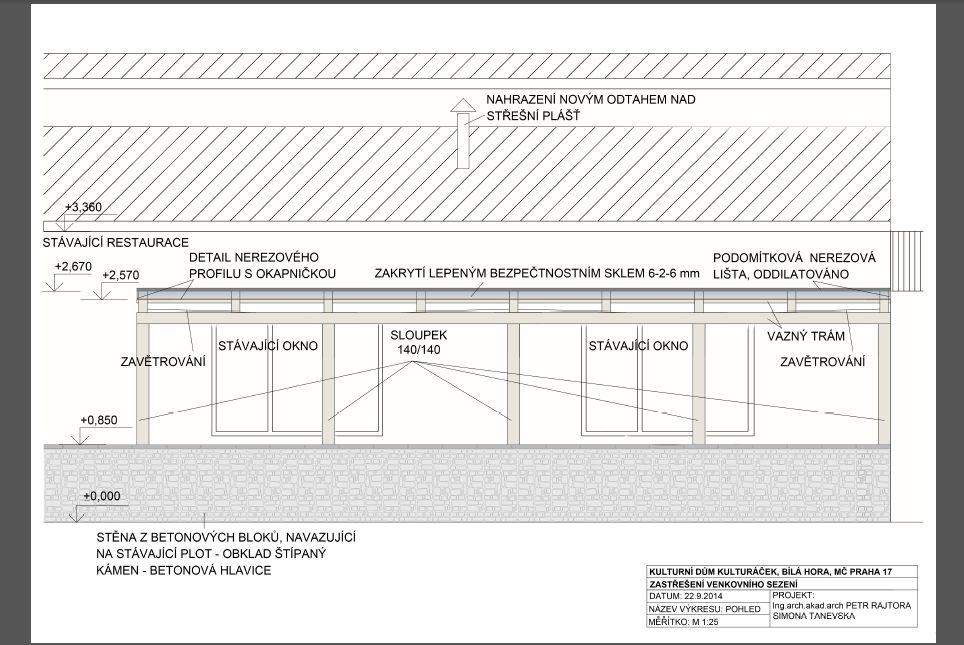 NAHRAZENÍ NOVÝM ODTAHEM NAD
STŘEŠNÍ PLÁŠŤ
+3,360
STÁVAJÍCÍ RESTAURACE
+2,670
+2,570
DETAIL NEREZOVÉHO
PROFILU S OKAPNIČKOU
ZAKRYTÍ LEPENÝM BEZPEČTNOSTNÍM SKLEM 6-2-6 mm
PODOMÍTKOVÁ NEREZOVÁ
LIŠTA, ODDILATOVÁNO
ZAVĚTROVÁNÍ
STÁVAJÍCÍ OKNO
SLOUPEK
140/140
STÁVAJÍCÍ OKNO
VAZNÝ TRÁM
ZAVĚTROVÁNÍ
+0,850
+0,000
STĚNA Z BETONOVÝCH BLOKŮ, NAVAZUJÍCÍ
NA STÁVAJÍCÍ PLOT - OBKLAD ŠTÍPANÝ
KÁMEN - BETONOVÁ HLAVICE
KULTURNÍ DŮM KULTURÁČEK, BÍLÁ HORA, MČ PRAHA 17
ZASTŘEŠENÍ VENKOVNÍHO SEZENÍ
DATUM: 22.9.2014
NÁZEV VÝKRESU: POHLED
MĚŘÍTKO: M 1:25
PROJEKT:
Ing.arch.akad.arch PETR RAJTORA
SIMONA TANEVSKA